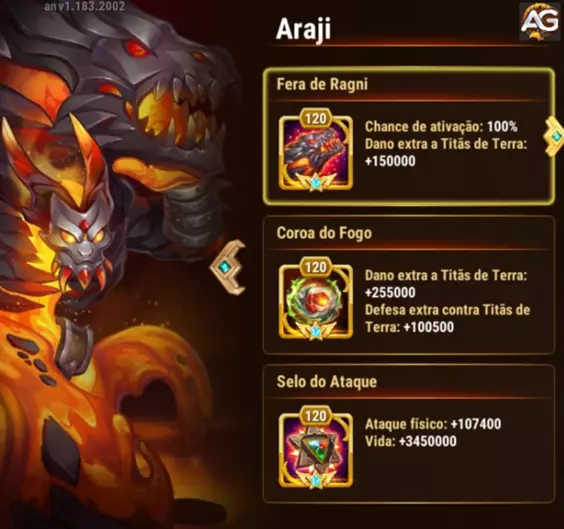 anv1.183.2002
AG
Araji
Fera de Ragni
120
Chance de ativação: 100%
Dano extra a Titãs de Terra:
+150000
Coroa do Fogo
120
Dano extra a Titãs de Terra:
+255000
Defesa extra contra Titãs de
Terra: +100500
Selo do Ataque
120
Ataque físico: +107400
Vida: +3450000